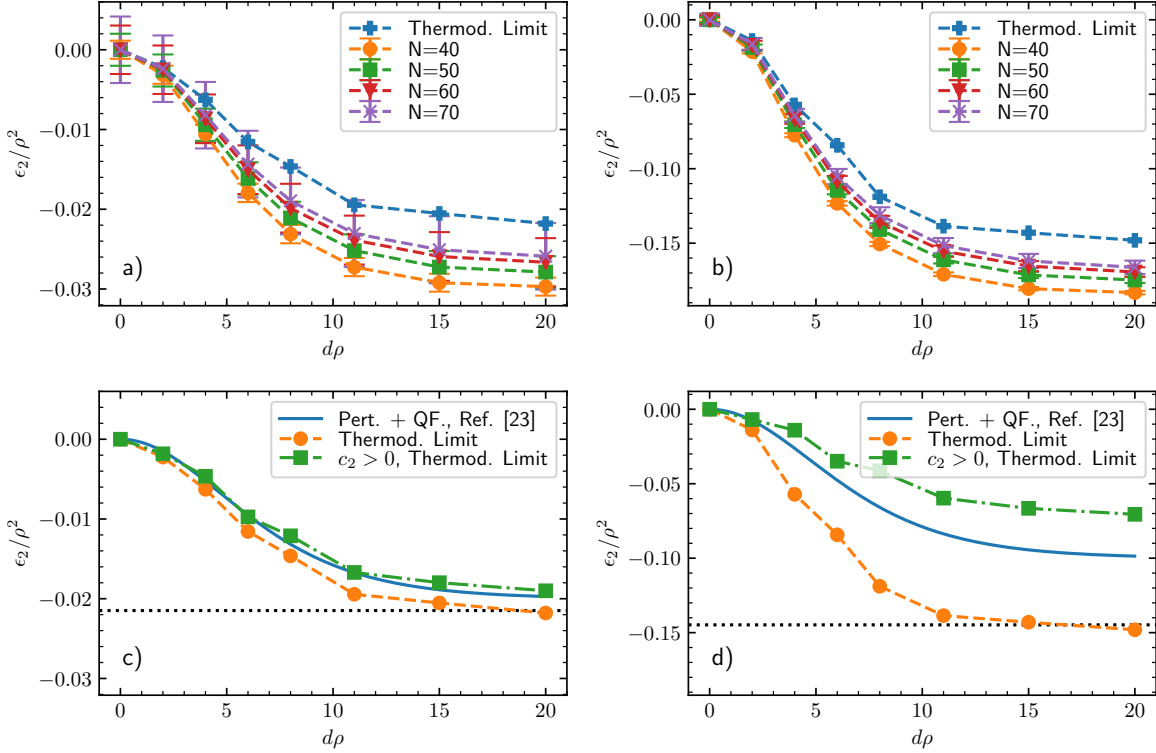 0.00
−0.01
−0.02
−0.03
ϵ₂/ρ²
0 5 10 15 20
dρ
a)
Thermod. Limit
N=40
N=50
N=60
N=70
0.00
−0.05
−0.10
−0.15
ϵ₂/ρ²
0 5 10 15 20
dρ
b)
Thermod. Limit
N=40
N=50
N=60
N=70
0.00
−0.01
−0.02
−0.03
ϵ₂/ρ²
0 5 10 15 20
dρ
c)
Pert. + QF., Ref. [23]
Thermod. Limit
c₂ > 0, Thermod. Limit
0.00
−0.05
−0.10
−0.15
ϵ₂/ρ²
0 5 10 15 20
dρ
d)
Pert. + QF., Ref. [23]
Thermod. Limit
c₂ > 0, Thermod. Limit